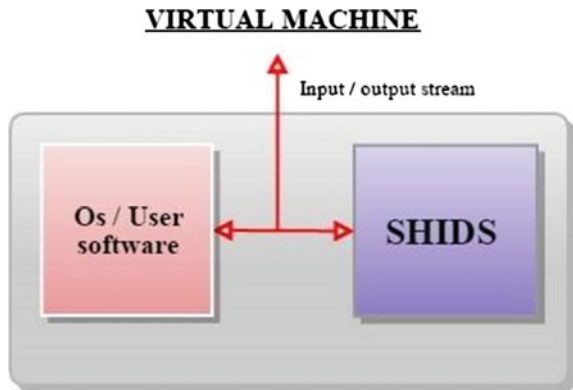 VIRTUAL MACHINE
Input / output stream
Os / User
software
SHIDS